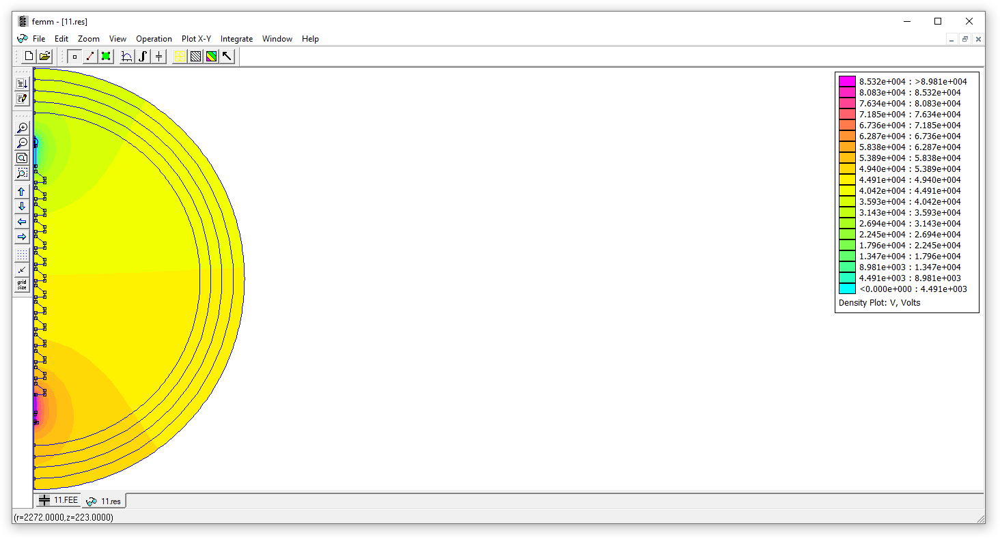 femm - [11.res]
File Edit Zoom View Operation Plot X-Y Integrate Window Help
8.532e+004 : >8.981e+004
8.083e+004 : 8.532e+004
7.634e+004 : 8.083e+004
7.185e+004 : 7.634e+004
6.736e+004 : 7.185e+004
6.287e+004 : 6.736e+004
5.838e+004 : 6.287e+004
5.389e+004 : 5.838e+004
4.940e+004 : 5.389e+004
4.491e+004 : 4.940e+004
4.042e+004 : 4.491e+004
3.593e+004 : 4.042e+004
3.143e+004 : 3.593e+004
2.694e+004 : 3.143e+004
2.245e+004 : 2.694e+004
1.796e+004 : 2.245e+004
1.347e+004 : 1.796e+004
8.981e+003 : 1.347e+004
4.491e+003 : 8.981e+003
<0.000e+000 : 4.491e+003
Density Plot: V, Volts
grid
size
11.FEE 11.res
(r=2272.0000,z=223.0000)